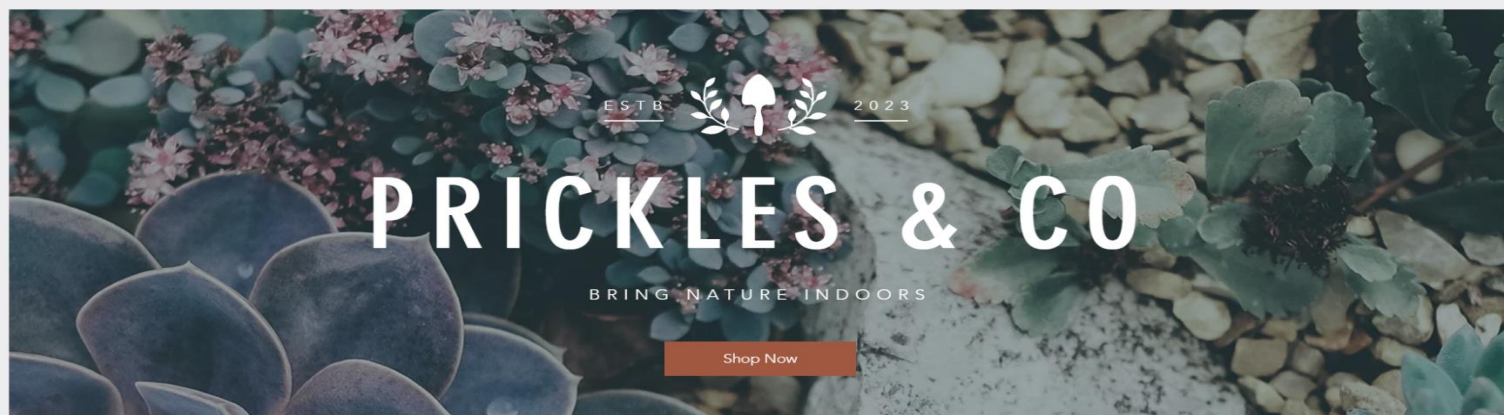 ESTB 2023
PRICKLES & CO
BRING NATURE INDOORS
Shop Now